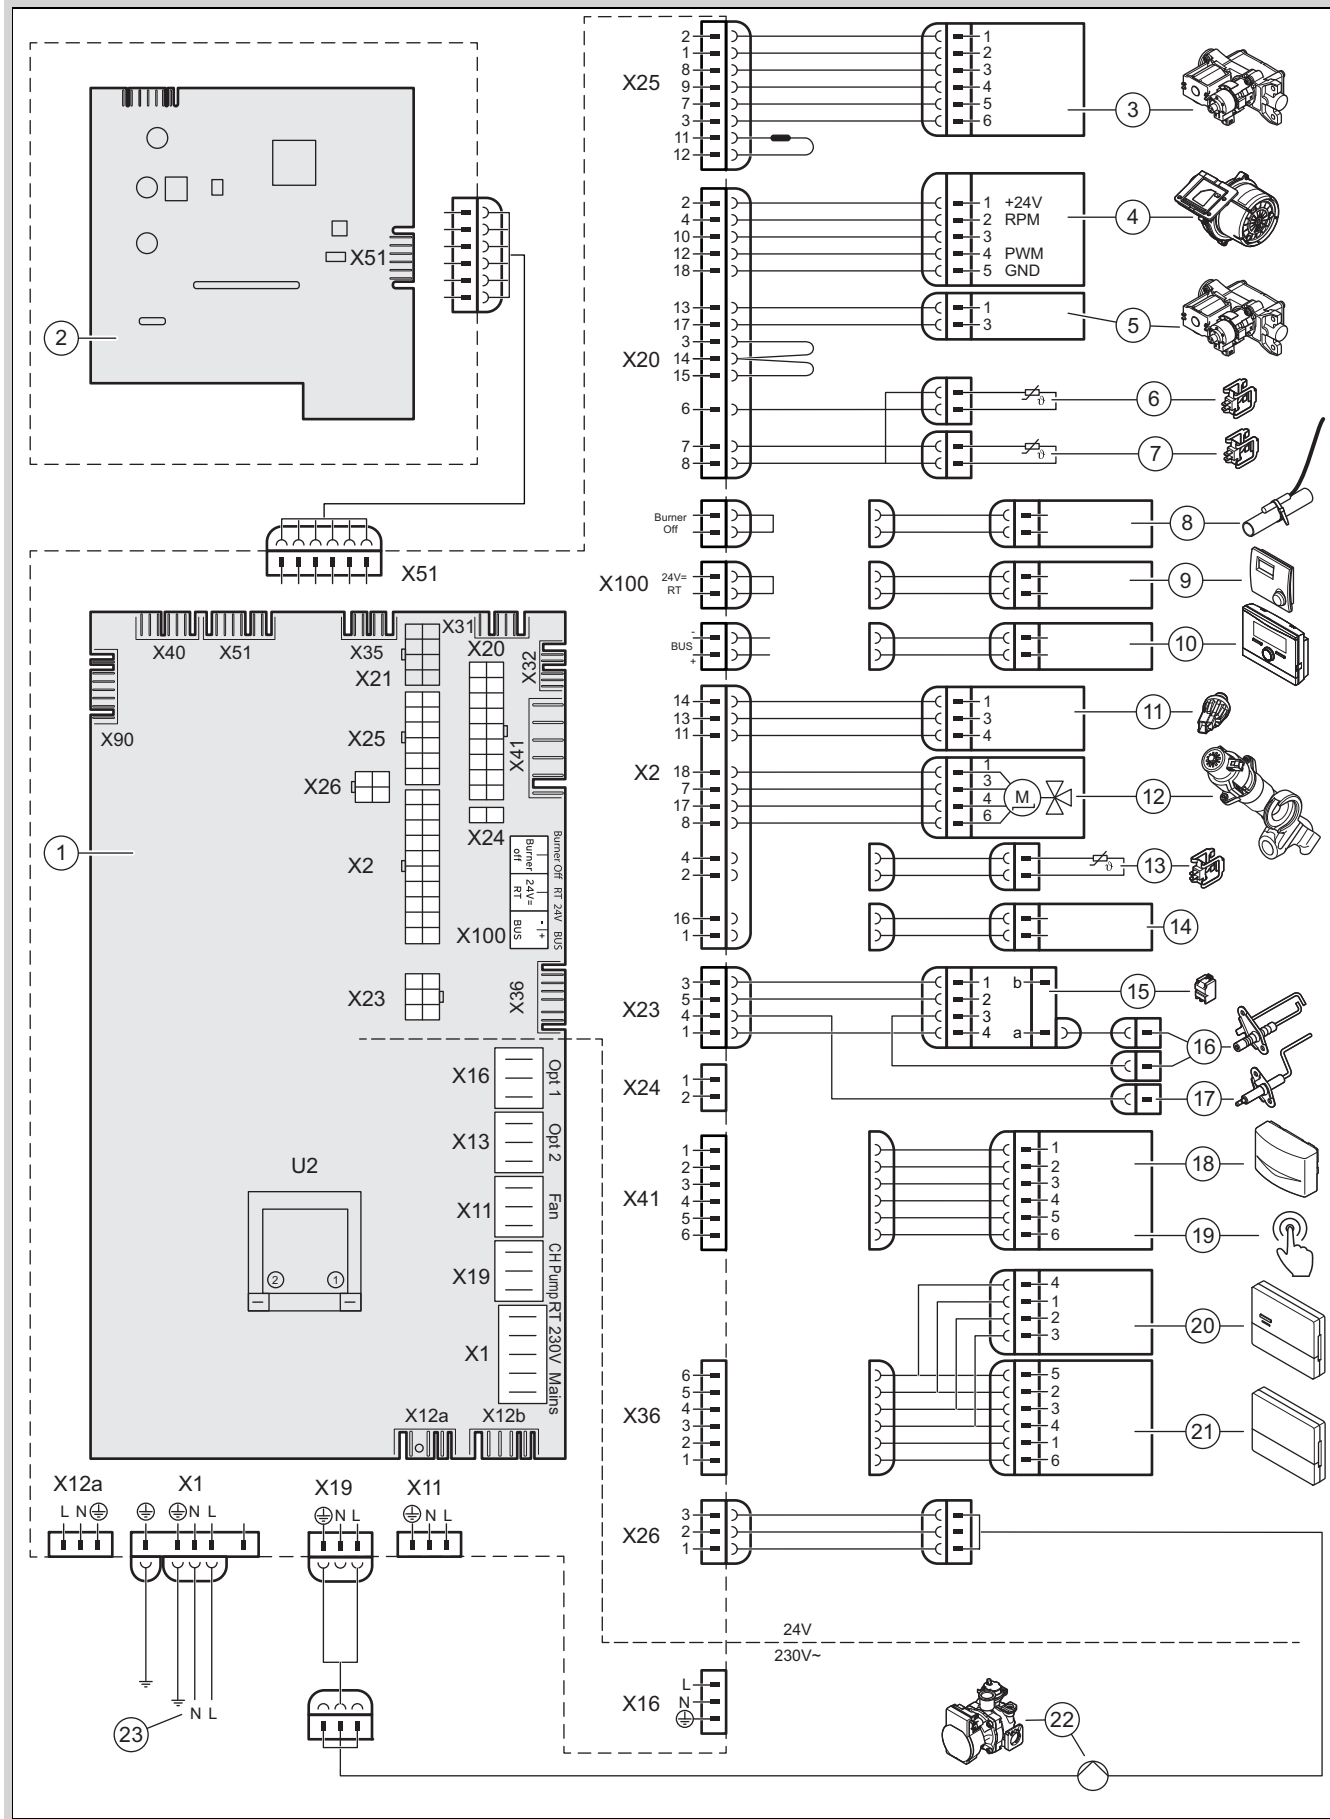 X25
2
1
8
9
7
3
11
12
1
2
3
4
5
6
3
X51
2
2
4
10
12
18
1 +24V
2 RPM
3
4 PWM
5 GND
4
X20
13
17
3
14
15
6
7
8
1
3
5
ϑ
6
ϑ
7
Burner
Off
8
X51
X100
24V=
RT
9
-
BUS
+
10
X40
X51
X35
X31
X21
X20
X32
X90
X25
X41
X26
X24
X2
1
Burner
off
24V=
RT
BUS
- +
Burner Off RT 24V BUS
X100
X23
X36
X2
14
13
11
18
7
17
8
4
2
16
1
1
3
4
11
1
3
4
6
M
12
ϑ
13
14
X23
3
5
4
1
1
2
3
4
b
a
15
16
17
X24
1
2
X16
Opt 1
X13
Opt 2
X11
Fan
X19
CH Pump
X1
RT 230V Mains
U2
2
1
X12a
X12b
X41
1
2
3
4
5
6
1
2
3
4
5
6
18
19
4
1
2
3
20
X36
6
5
4
3
2
1
5
2
3
4
1
6
21
X12a
L N
X1
N L
X19
N L
X11
N L
X26
3
2
1
24V
230V~
X16
L
N
N L
23
22